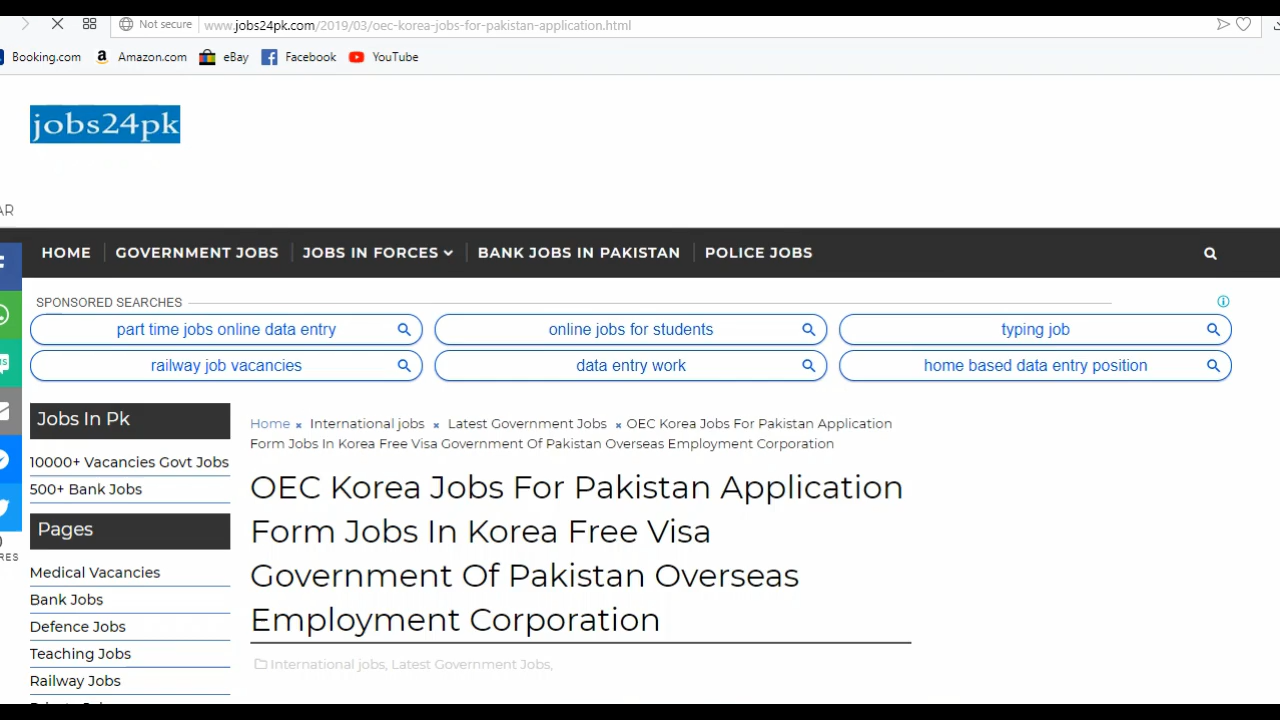 Not secure www.jobs24pk.com/2019/03/oec-korea-jobs-for-pakistan-application.html
Booking.com Amazon.com eBay Facebook YouTube
jobs24pk
AR
HOME GOVERNMENT JOBS JOBS IN FORCES BANK JOBS IN PAKISTAN POLICE JOBS
SPONSORED SEARCHES
part time jobs online data entry online jobs for students typing job
railway job vacancies data entry work home based data entry position
Jobs In Pk
10000+ Vacancies Govt Jobs
500+ Bank Jobs
Pages
Medical Vacancies
Bank Jobs
Defence Jobs
Teaching Jobs
Railway Jobs
Home × International jobs × Latest Government Jobs × OEC Korea Jobs For Pakistan Application
Form Jobs In Korea Free Visa Government Of Pakistan Overseas Employment Corporation
OEC Korea Jobs For Pakistan Application
Form Jobs In Korea Free Visa
Government Of Pakistan Overseas
Employment Corporation
International jobs, Latest Government Jobs,